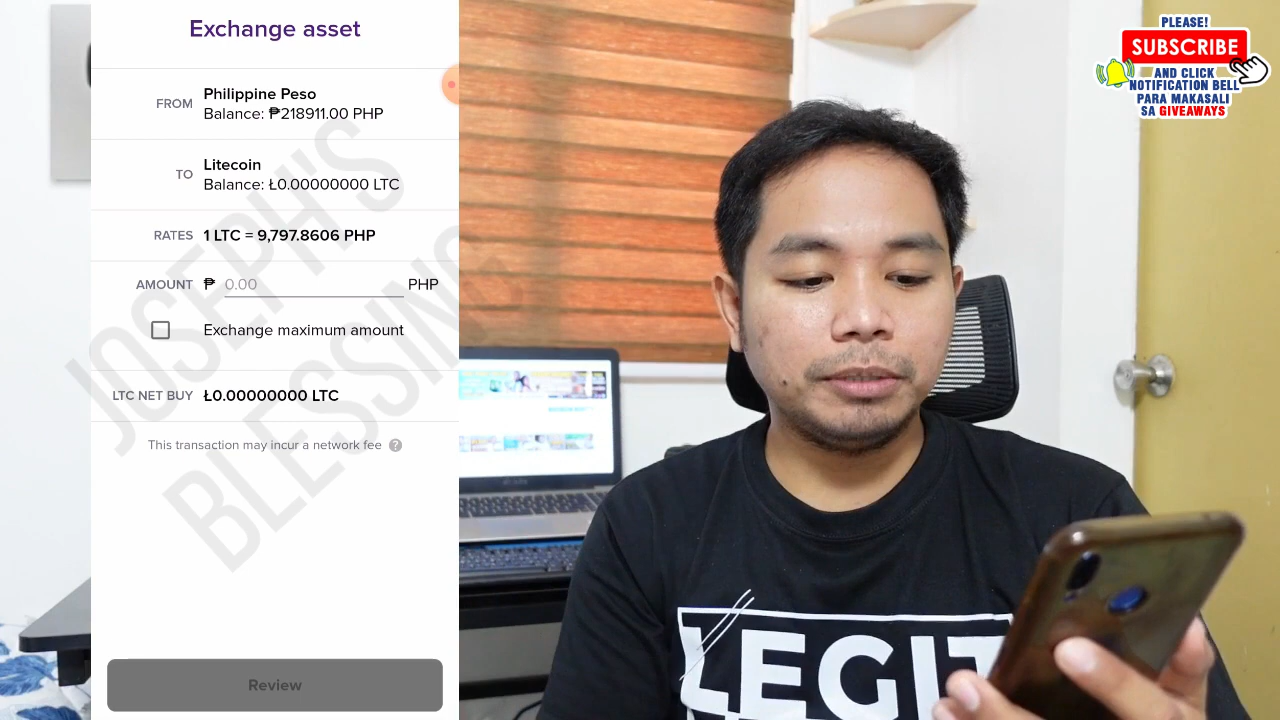 Exchange asset
FROM
Philippine Peso
Balance: ₱218911.00 PHP
TO
Litecoin
Balance: Ł0.00000000 LTC
RATES
1 LTC = 9,797.8606 PHP
AMOUNT
₱ 0.00 PHP
Exchange maximum amount
LTC NET BUY
Ł0.00000000 LTC
This transaction may incur a network fee ?
Review
JOSEPH'S
BLESSING
PLEASE!
SUBSCRIBE
AND CLICK
NOTIFICATION BELL
PARA MAKASALI
SA GIVEAWAYS
LEGIT